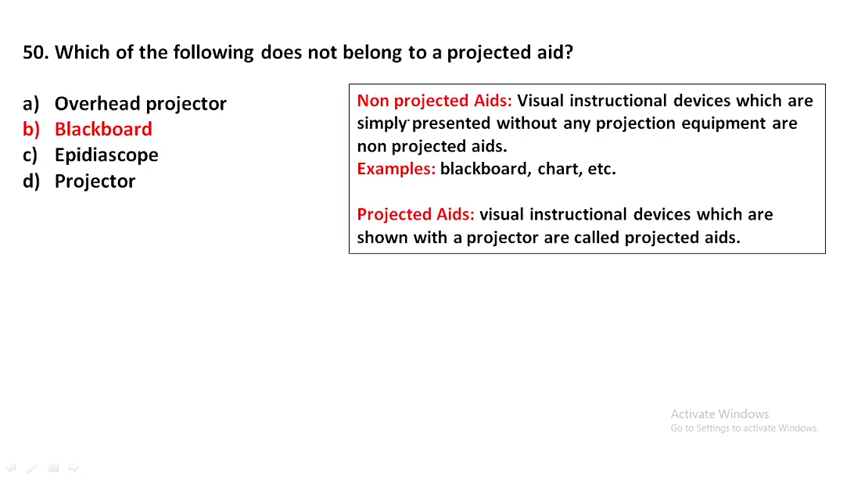 50. Which of the following does not belong to a projected aid?
a) Overhead projector
b) Blackboard
c) Epidiascope
d) Projector
Non projected Aids: Visual instructional devices which are
simply presented without any projection equipment are
non projected aids.
Examples: blackboard, chart, etc.
Projected Aids: visual instructional devices which are
shown with a projector are called projected aids.
Activate Windows
Go to Settings to activate Windows.